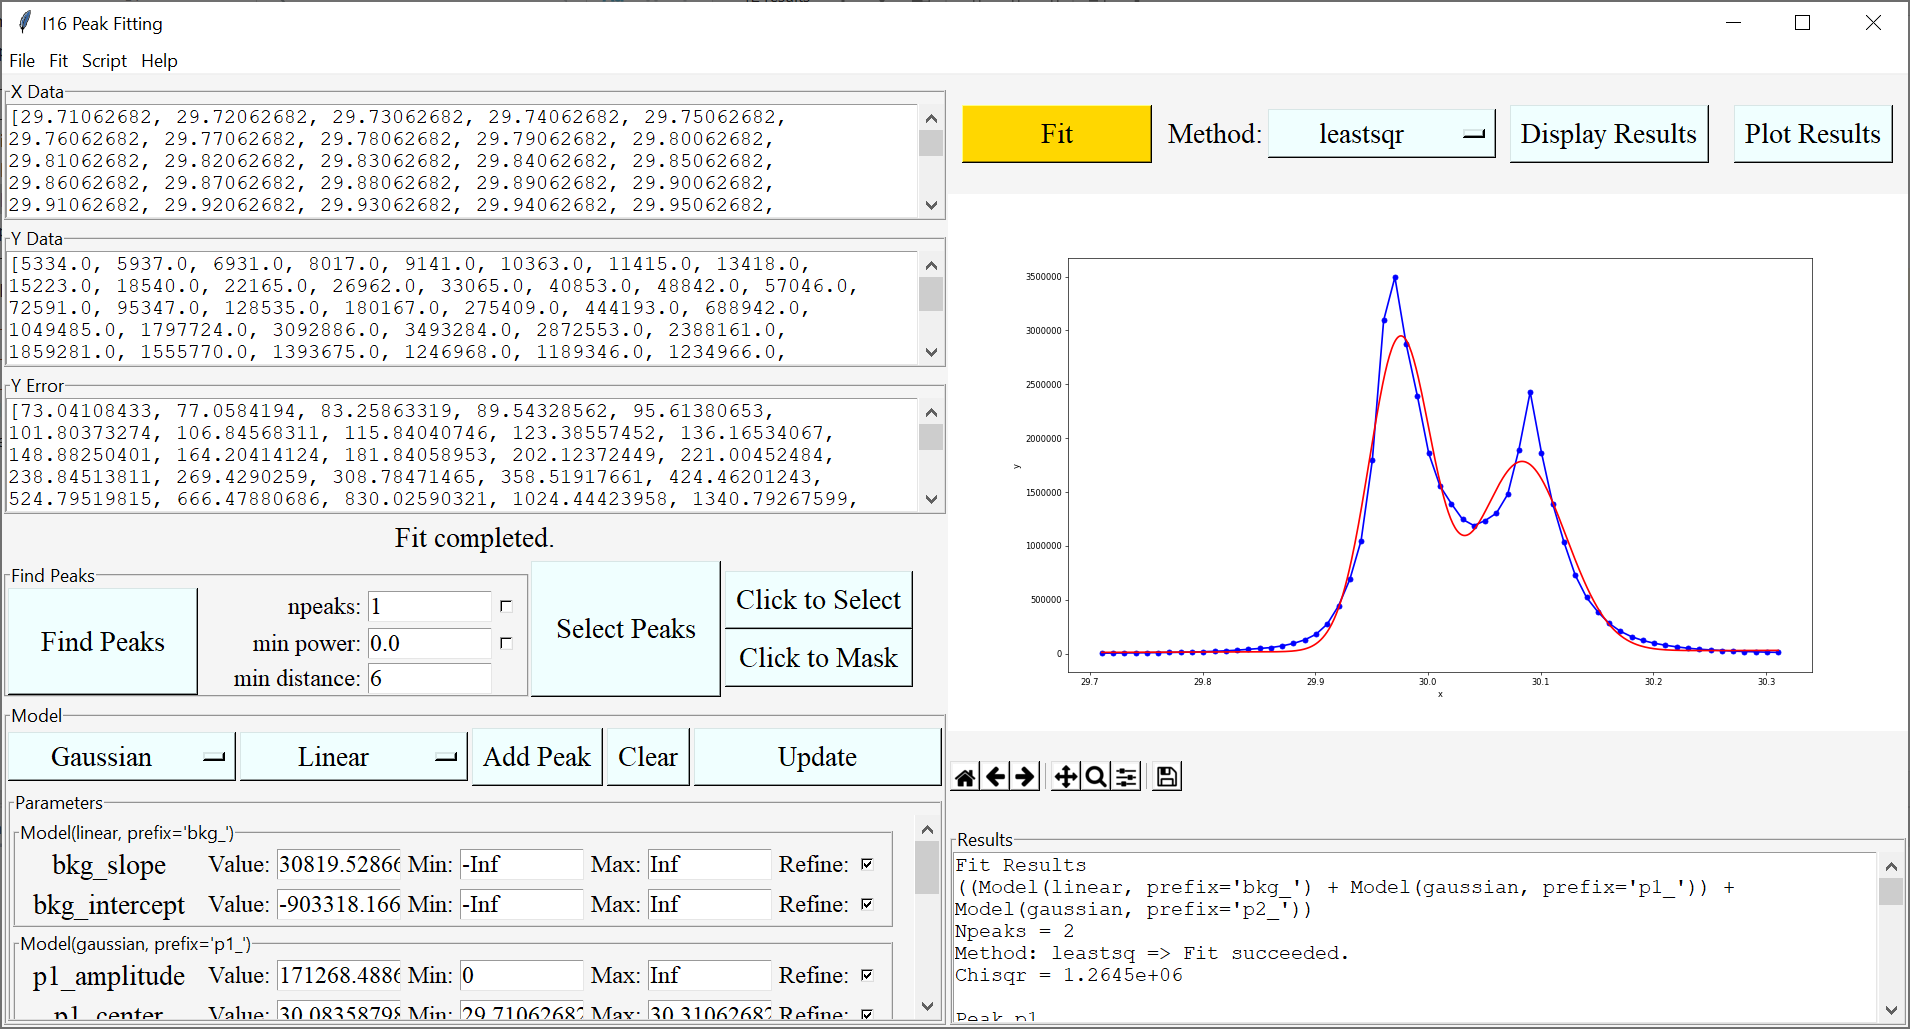 I16 Peak Fitting
File Fit Script Help
X Data
[29.71062682, 29.72062682, 29.73062682, 29.74062682, 29.75062682,
29.76062682, 29.77062682, 29.78062682, 29.79062682, 29.80062682,
29.81062682, 29.82062682, 29.83062682, 29.84062682, 29.85062682,
29.86062682, 29.87062682, 29.88062682, 29.89062682, 29.90062682,
29.91062682, 29.92062682, 29.93062682, 29.94062682, 29.95062682,
Y Data
[5334.0, 5937.0, 6931.0, 8017.0, 9141.0, 10363.0, 11415.0, 13418.0,
15223.0, 18540.0, 22165.0, 26962.0, 33065.0, 40853.0, 48842.0, 57046.0,
72591.0, 95347.0, 128535.0, 180167.0, 275409.0, 444193.0, 688942.0,
1049485.0, 1797724.0, 3092886.0, 3493284.0, 2872553.0, 2388161.0,
1859281.0, 1555770.0, 1393675.0, 1246968.0, 1189346.0, 1234966.0,
Y Error
[73.04108433, 77.0584194, 83.25863319, 89.54328562, 95.61380653,
101.80373274, 106.84568311, 115.84040746, 123.38557452, 136.16534067,
148.88250401, 164.20414124, 181.84058953, 202.12372449, 221.00452484,
238.84513811, 269.4290259, 308.78471465, 358.51917661, 424.46201243,
524.79519815, 666.47880686, 830.02590321, 1024.44423958, 1340.79267599,
Fit completed.
Find Peaks
Find Peaks
npeaks: 1
min power: 0.0
min distance: 6
Select Peaks
Click to Select
Click to Mask
Model
Gaussian Linear Add Peak Clear Update
Parameters
Model(linear, prefix='bkg_')
bkg_slope Value: 30819.52866 Min: -Inf Max: Inf Refine:
bkg_intercept Value: -903318.166 Min: -Inf Max: Inf Refine:
Model(gaussian, prefix='p1_')
p1_amplitude Value: 171268.4886 Min: 0 Max: Inf Refine:
p1_center Value: 30.08358798 Min: 29.71062682 Max: 30.31062682 Refine:
Fit Method: leastsqr Display Results Plot Results
3500000
3000000
2500000
2000000
1500000
1000000
500000
0
y
29.7 29.8 29.9 30.0 30.1 30.2 30.3
x
Results
Fit Results
((Model(linear, prefix='bkg_') + Model(gaussian, prefix='p1_')) +
Model(gaussian, prefix='p2_'))
Npeaks = 2
Method: leastsq => Fit succeeded.
Chisqr = 1.2645e+06
Peak p1